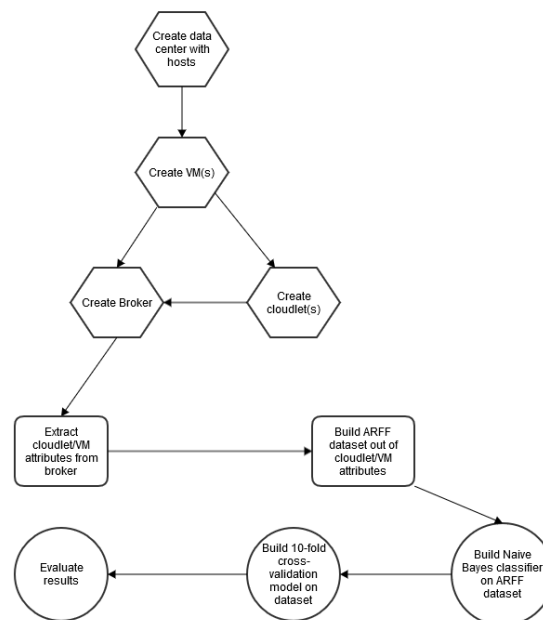 Create data
center with
hosts
Create VM(s)
Create Broker
Create
cloudlet(s)
Extract
cloudlet/VM
attributes from
broker
Build ARFF
dataset out of
cloudlet/VM
attributes
Evaluate
results
Build 10-fold
cross-
validation
model on
dataset
Build Naive
Bayes classifier
on ARFF
dataset